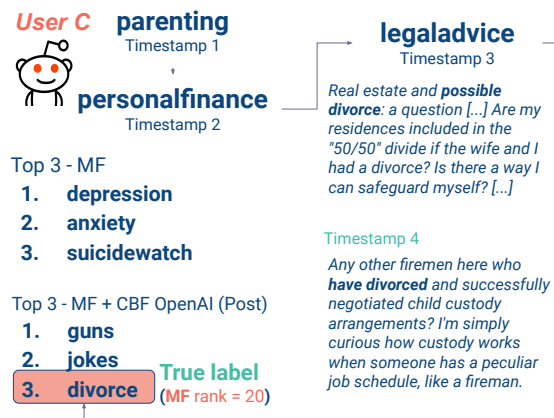 User C
parenting
Timestamp 1
personalfinance
Timestamp 2
legaladvice
Timestamp 3
Real estate and possible
divorce: a question [...] Are my
residences included in the
"50/50" divide if the wife and I
had a divorce? Is there a way I
can safeguard myself? [...]
Top 3 - MF
1. depression
2. anxiety
3. suicidewatch
Timestamp 4
Any other firemen here who
have divorced and successfully
negotiated child custody
arrangements? I'm simply
curious how custody works
when someone has a peculiar
job schedule, like a fireman.
Top 3 - MF + CBF OpenAI (Post)
1. guns
2. jokes
3. divorce
True label
(MF rank = 20)